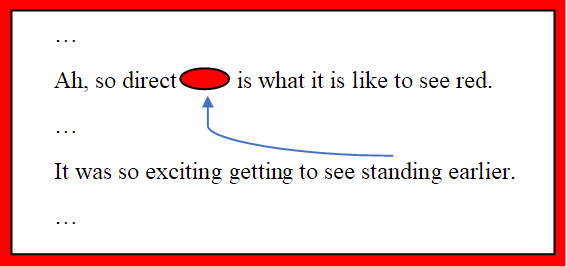 …
Ah, so direct is what it is like to see red.
…
It was so exciting getting to see standing earlier.
…